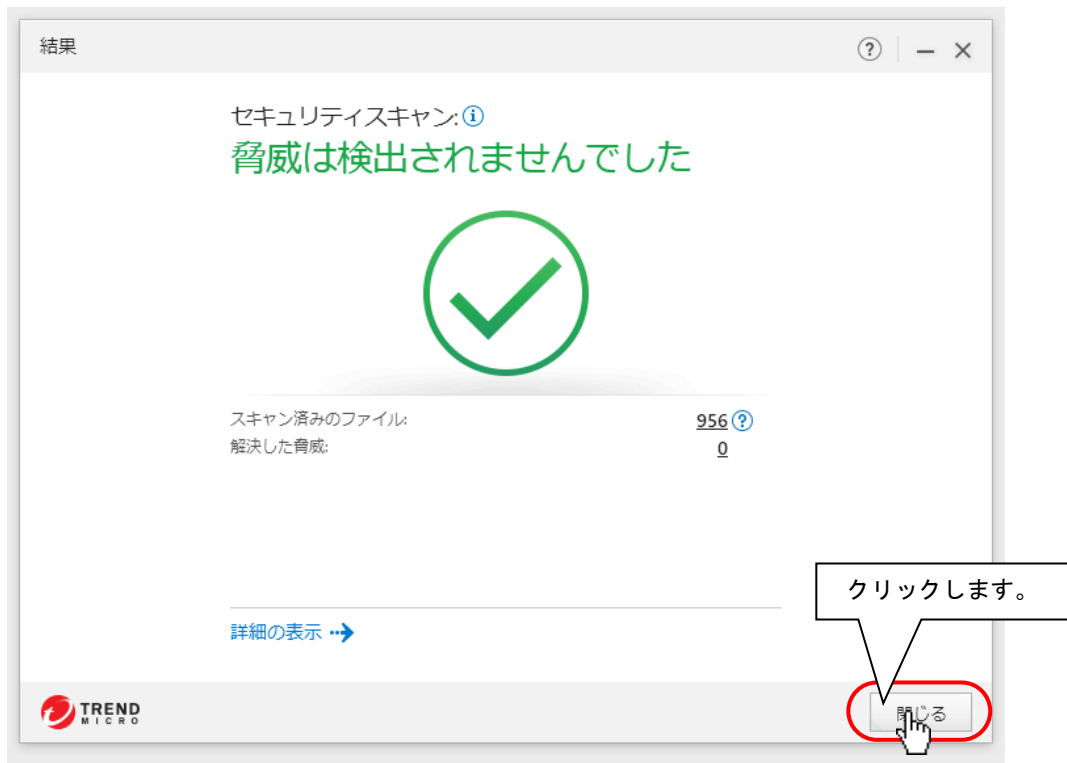 結果
セキュリティスキャン:
脅威は検出されませんでした
スキャン済みのファイル: 956
解決した脅威: 0
クリックします。
詳細の表示
TREND
MICRO
閉じる